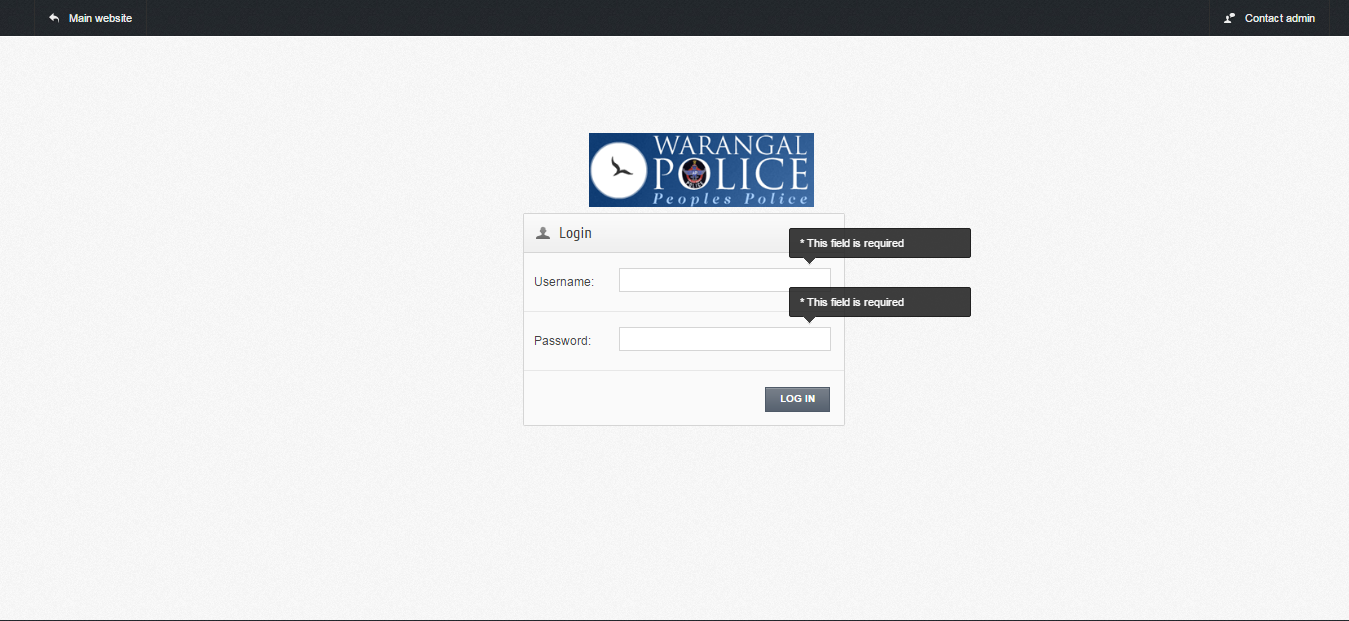 Main website
Contact admin
WARANGAL
POLICE
Peoples Police
Login
* This field is required
Username:
* This field is required
Password:
LOG IN